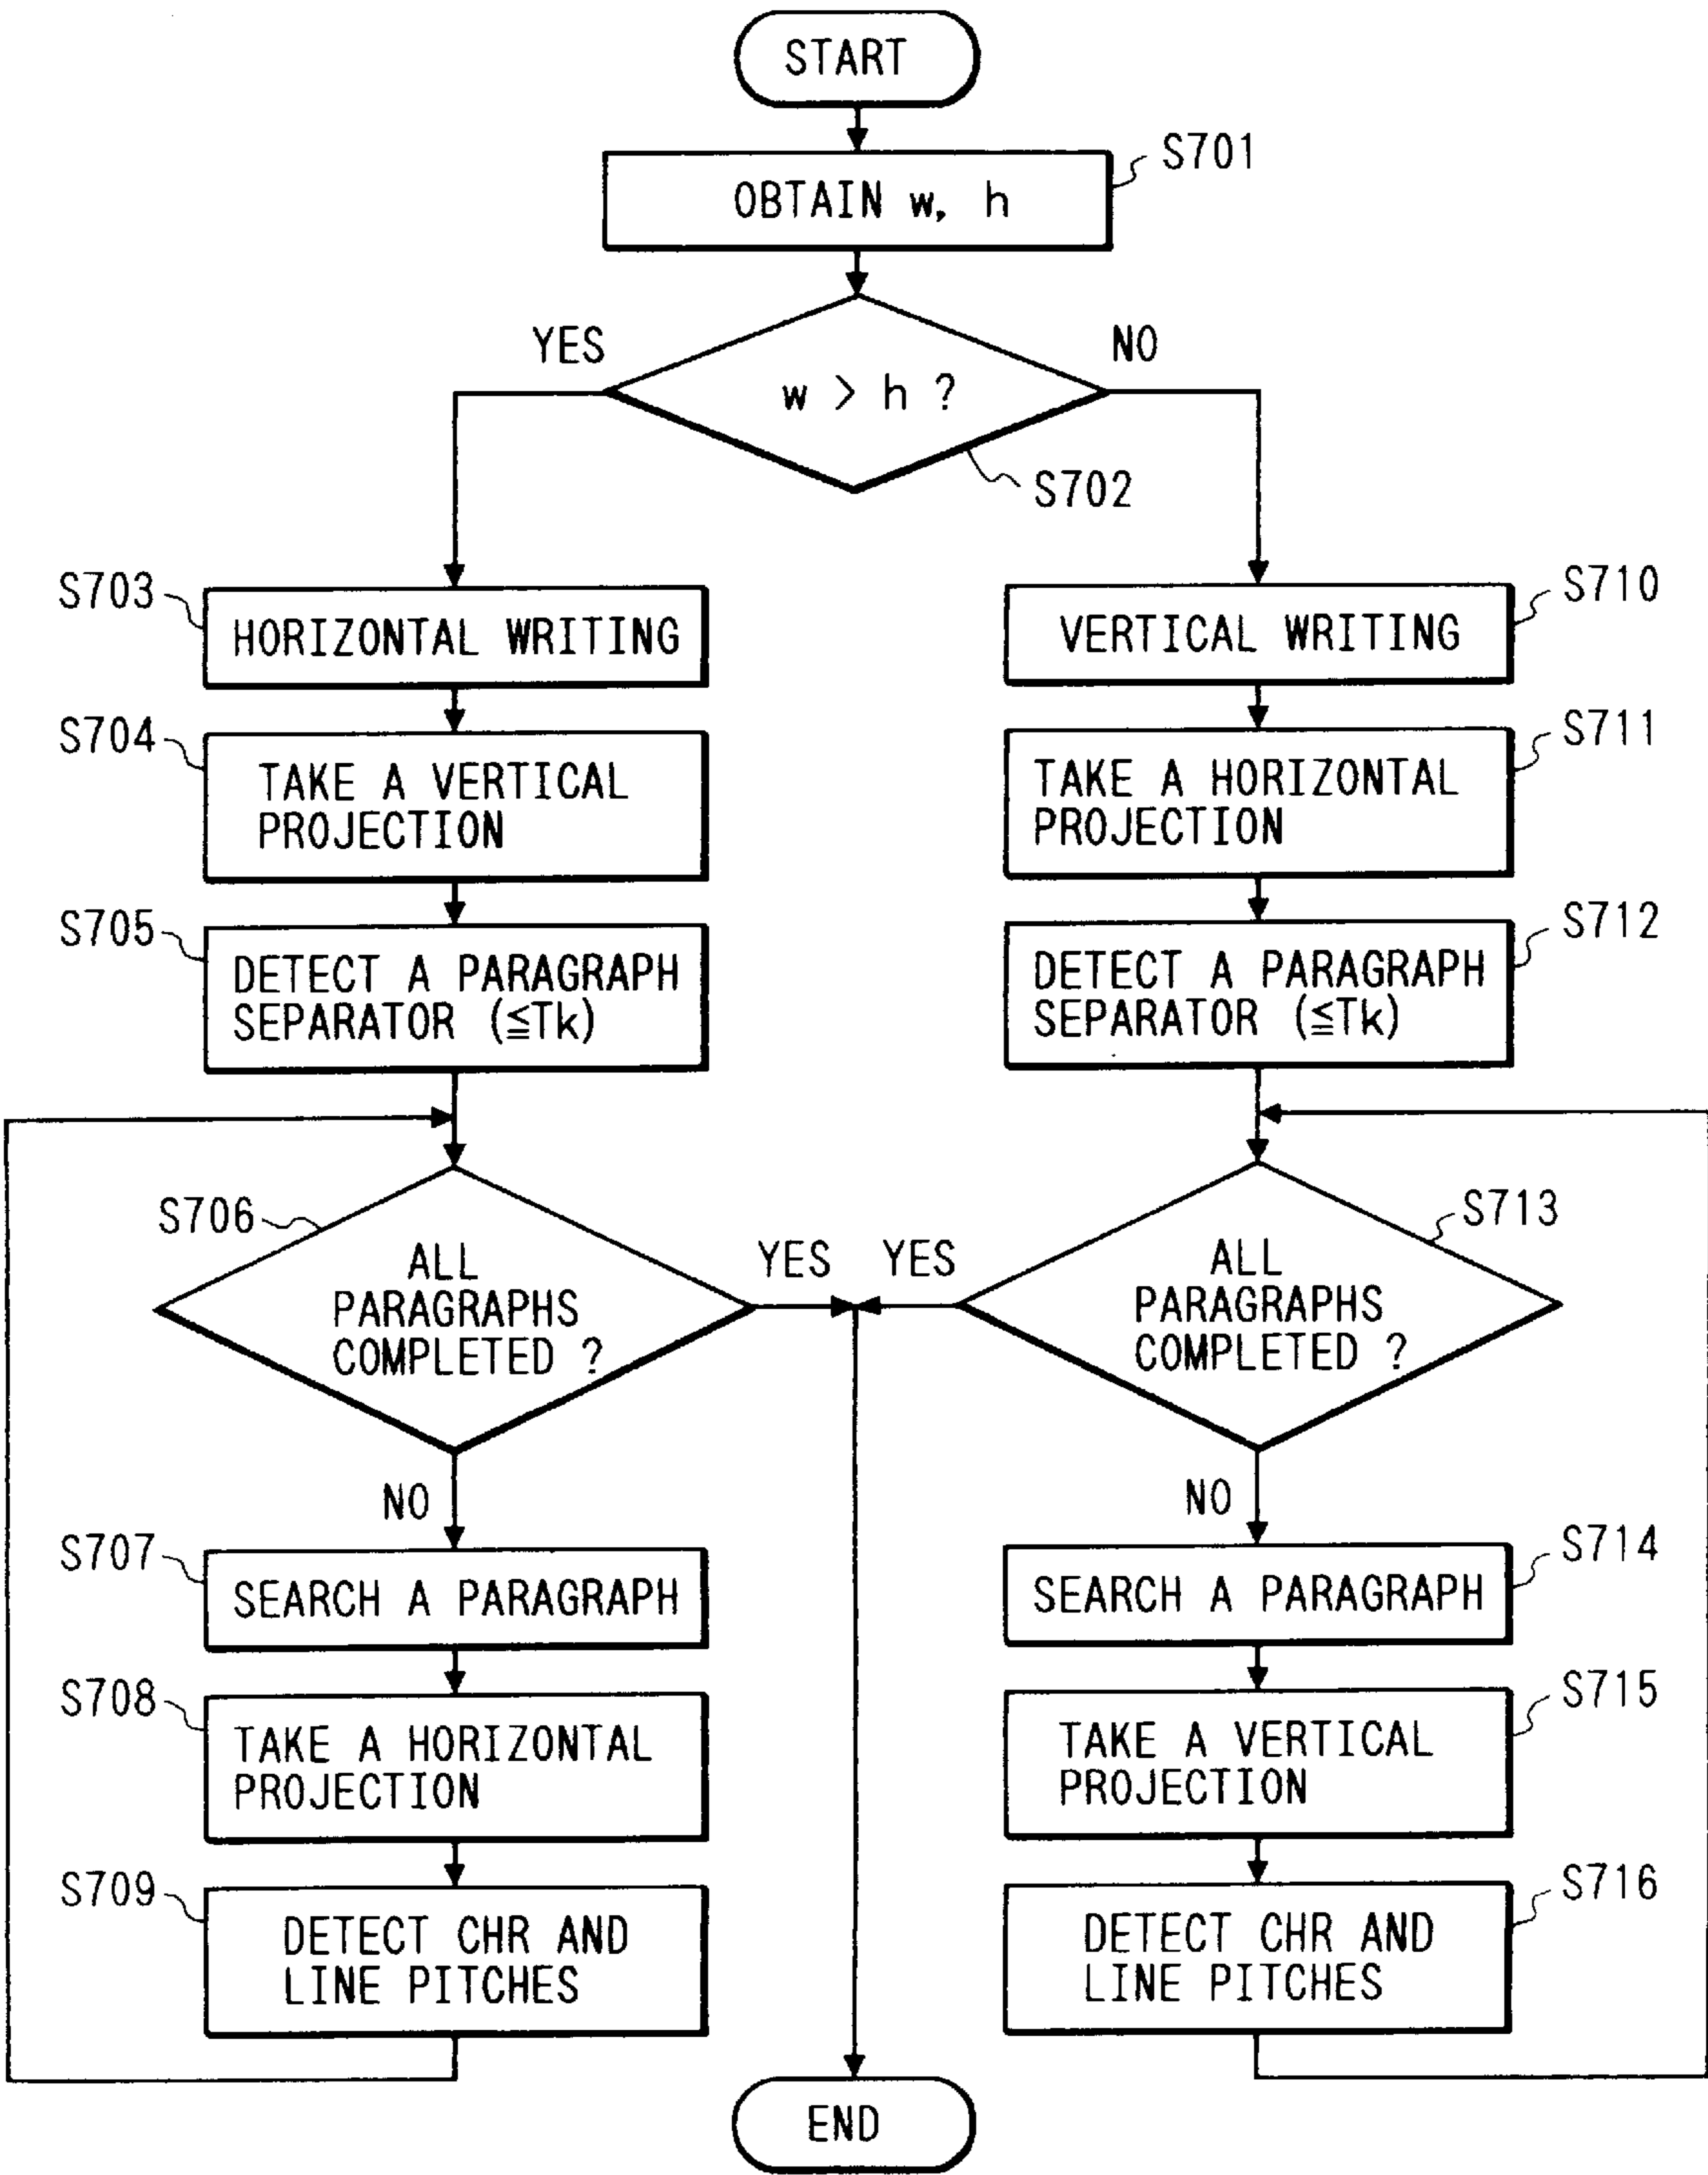 START
S701
OBTAIN w, h
YES
NO
w > h ?
S702
S703
HORIZONTAL WRITING
S704
TAKE A VERTICAL
PROJECTION
S705
DETECT A PARAGRAPH
SEPARATOR (≦Tk)
S706
ALL
PARAGRAPHS
COMPLETED ?
YES
NO
S707
SEARCH A PARAGRAPH
S708
TAKE A HORIZONTAL
PROJECTION
S709
DETECT CHR AND
LINE PITCHES
S710
VERTICAL WRITING
S711
TAKE A HORIZONTAL
PROJECTION
S712
DETECT A PARAGRAPH
SEPARATOR (≦Tk)
S713
ALL
PARAGRAPHS
COMPLETED ?
YES
NO
S714
SEARCH A PARAGRAPH
S715
TAKE A VERTICAL
PROJECTION
S716
DETECT CHR AND
LINE PITCHES
END